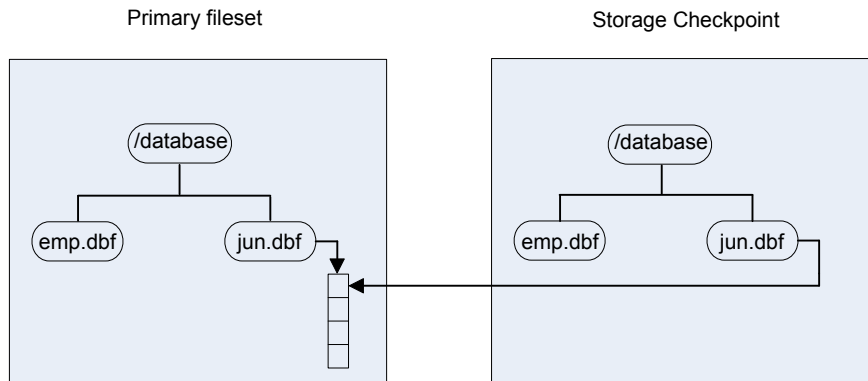 Primary fileset
Storage Checkpoint
/database
/database
emp.dbf
jun.dbf
emp.dbf
jun.dbf